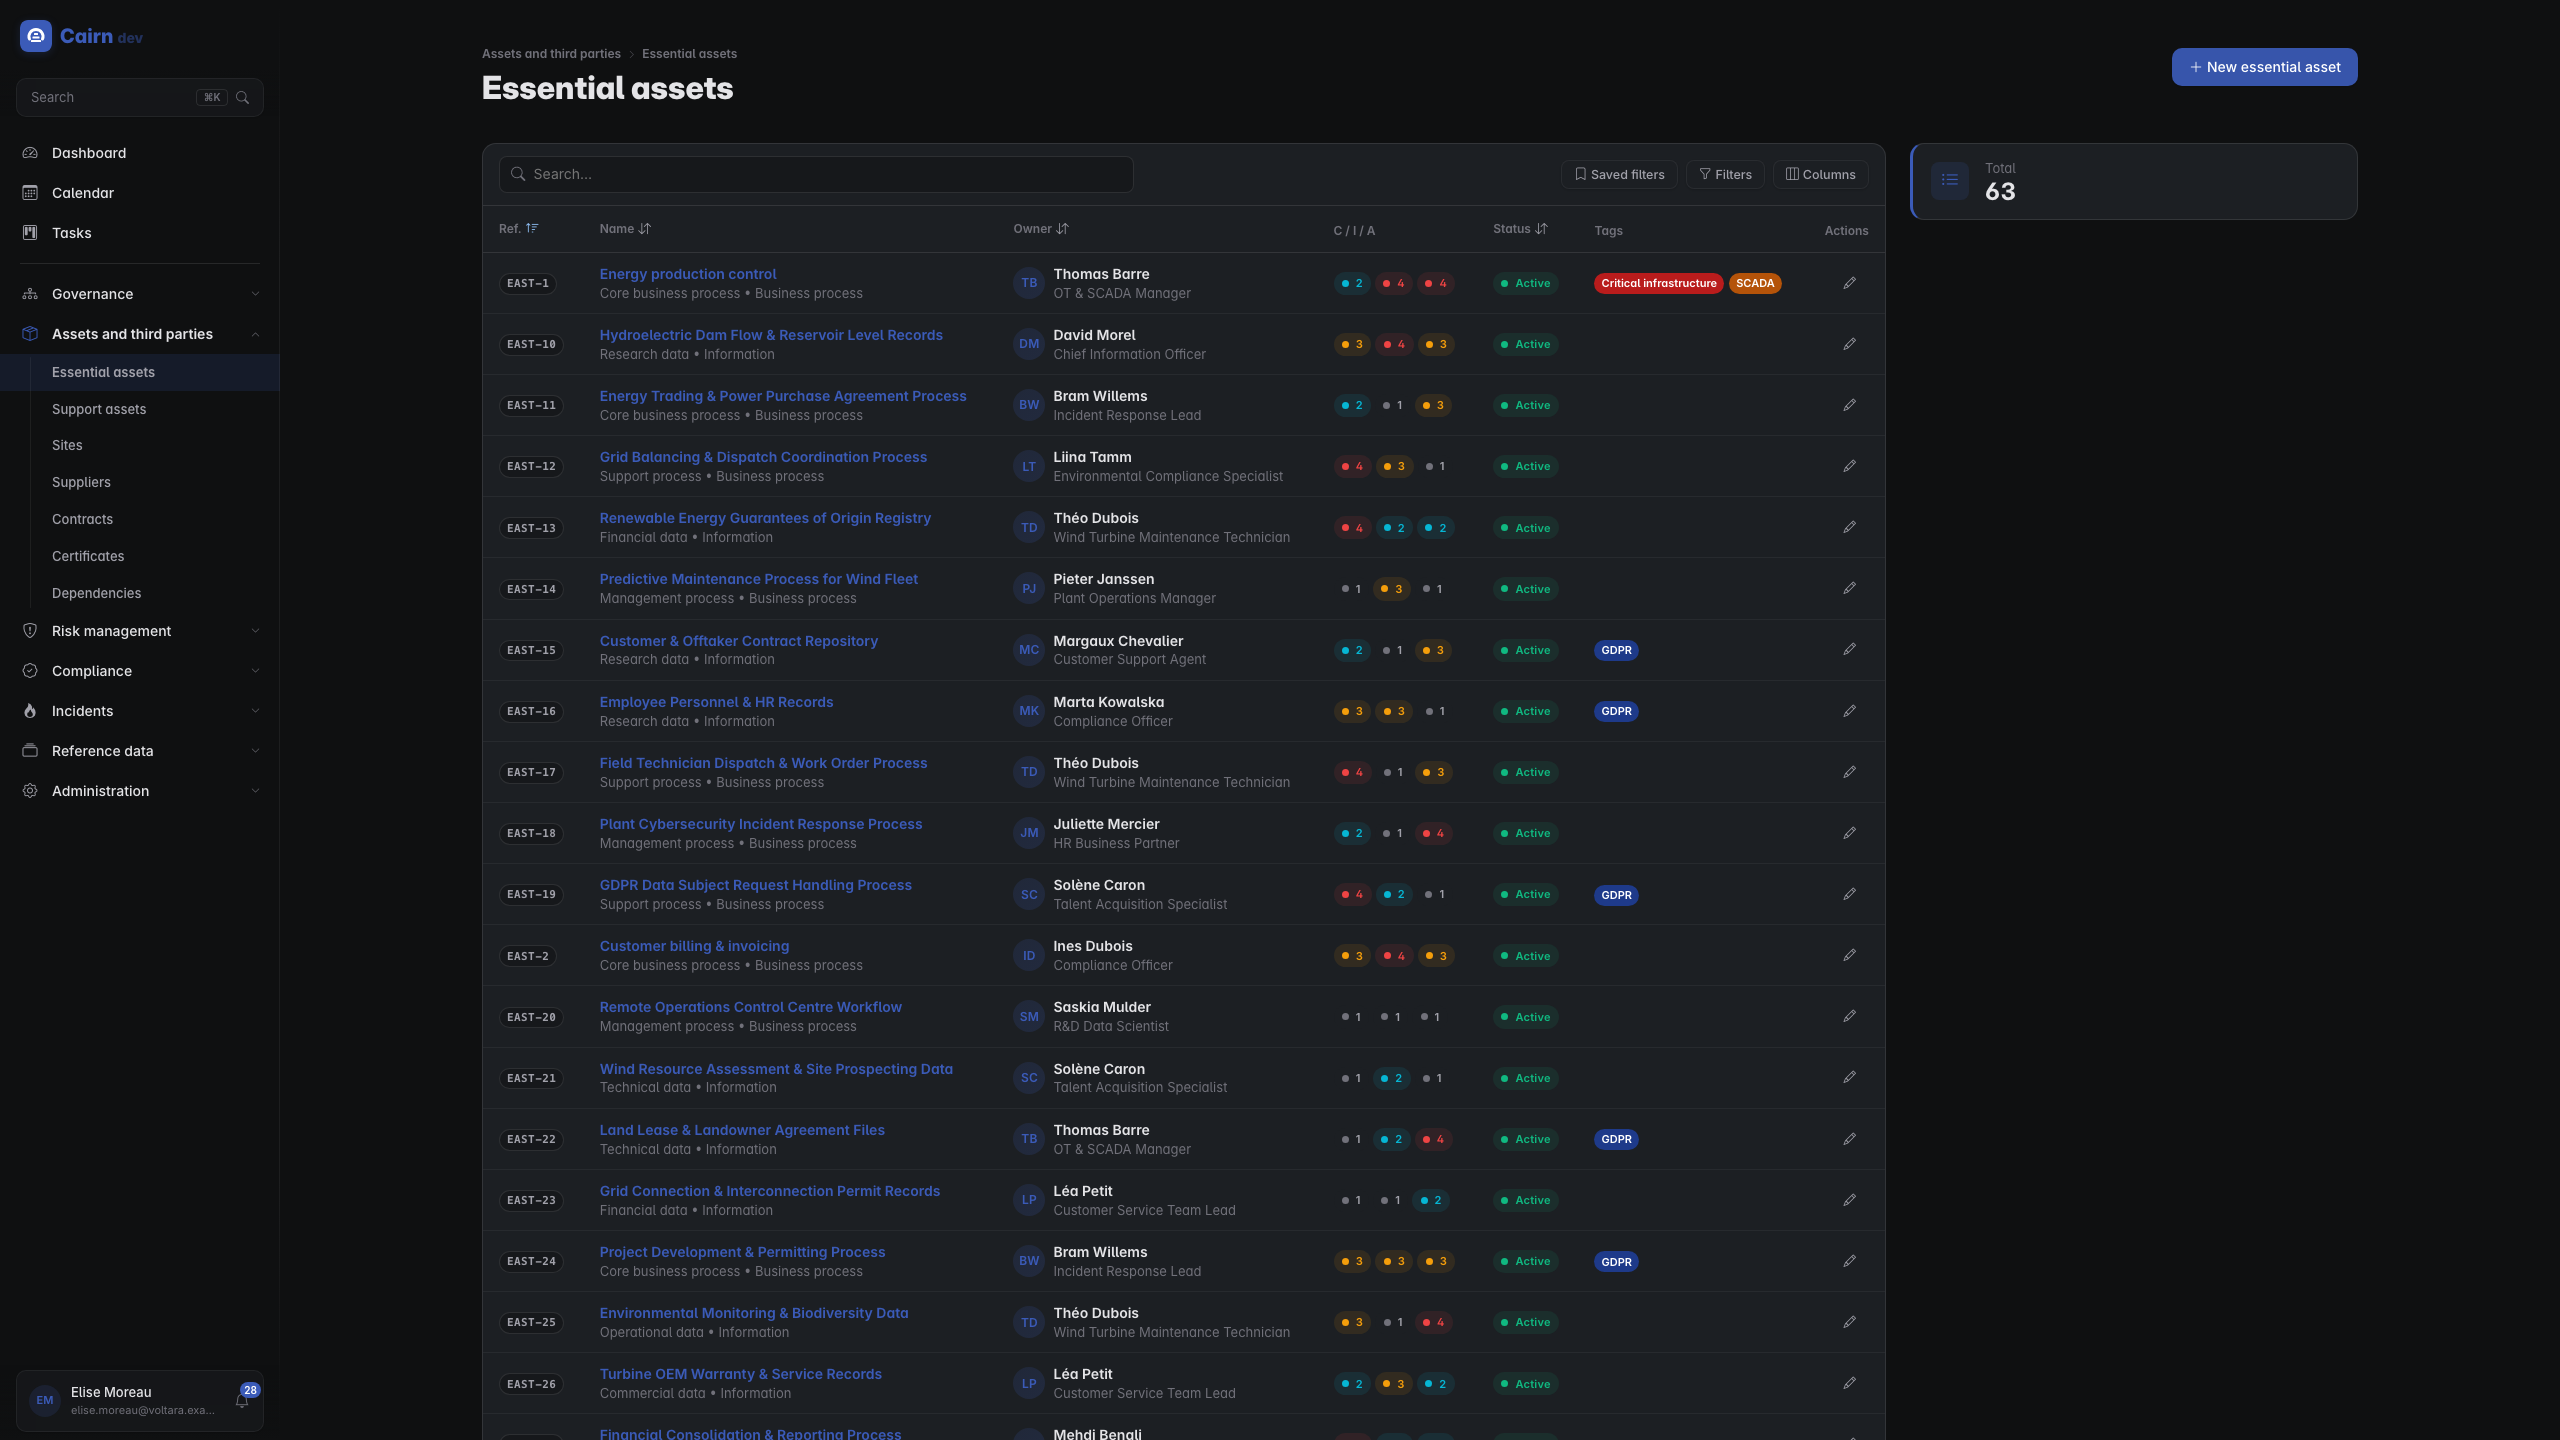 Cairn dev
Search ⌘K
Dashboard
Calendar
Tasks
Governance
Assets and third parties
Essential assets
Support assets
Sites
Suppliers
Contracts
Certificates
Dependencies
Risk management
Compliance
Incidents
Reference data
Administration
EM Elise Moreau 28
elise.moreau@voltara.exa...
Assets and third parties > Essential assets
Essential assets
+ New essential asset
Search... Saved filters Filters Columns
Total
63
Ref. Name Owner C / I / A Status Tags Actions
EAST-1 Energy production control TB Thomas Barre 2 4 4 Active Critical infrastructure SCADA
Core business process • Business process OT & SCADA Manager
EAST-10 Hydroelectric Dam Flow & Reservoir Level Records DM David Morel 3 4 3 Active
Research data • Information Chief Information Officer
EAST-11 Energy Trading & Power Purchase Agreement Process BW Bram Willems 2 1 3 Active
Core business process • Business process Incident Response Lead
EAST-12 Grid Balancing & Dispatch Coordination Process LT Liina Tamm 4 3 1 Active
Support process • Business process Environmental Compliance Specialist
EAST-13 Renewable Energy Guarantees of Origin Registry TD Théo Dubois 4 2 2 Active
Financial data • Information Wind Turbine Maintenance Technician
EAST-14 Predictive Maintenance Process for Wind Fleet PJ Pieter Janssen 1 3 1 Active
Management process • Business process Plant Operations Manager
EAST-15 Customer & Offtaker Contract Repository MC Margaux Chevalier 2 1 3 Active GDPR
Research data • Information Customer Support Agent
EAST-16 Employee Personnel & HR Records MK Marta Kowalska 3 3 1 Active GDPR
Research data • Information Compliance Officer
EAST-17 Field Technician Dispatch & Work Order Process TD Théo Dubois 4 1 3 Active
Support process • Business process Wind Turbine Maintenance Technician
EAST-18 Plant Cybersecurity Incident Response Process JM Juliette Mercier 2 1 4 Active
Management process • Business process HR Business Partner
EAST-19 GDPR Data Subject Request Handling Process SC Solène Caron 4 2 1 Active GDPR
Support process • Business process Talent Acquisition Specialist
EAST-2 Customer billing & invoicing ID Ines Dubois 3 4 3 Active
Core business process • Business process Compliance Officer
EAST-20 Remote Operations Control Centre Workflow SM Saskia Mulder 1 1 1 Active
Management process • Business process R&D Data Scientist
EAST-21 Wind Resource Assessment & Site Prospecting Data SC Solène Caron 1 2 1 Active
Technical data • Information Talent Acquisition Specialist
EAST-22 Land Lease & Landowner Agreement Files TB Thomas Barre 1 2 4 Active GDPR
Technical data • Information OT & SCADA Manager
EAST-23 Grid Connection & Interconnection Permit Records LP Léa Petit 1 1 2 Active
Financial data • Information Customer Service Team Lead
EAST-24 Project Development & Permitting Process BW Bram Willems 3 3 3 Active GDPR
Core business process • Business process Incident Response Lead
EAST-25 Environmental Monitoring & Biodiversity Data TD Théo Dubois 3 1 4 Active
Operational data • Information Wind Turbine Maintenance Technician
EAST-26 Turbine OEM Warranty & Service Records LP Léa Petit 2 3 2 Active
Commercial data • Information Customer Service Team Lead
Financial Consolidation & Reporting Process Mehdi Benali